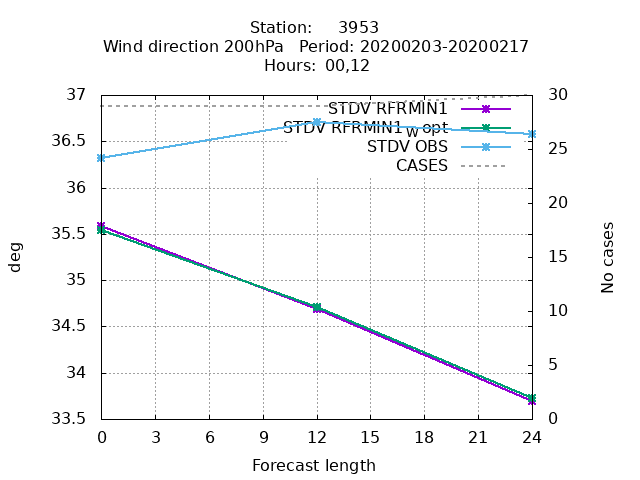 Station:     3953
Wind direction 200hPa   Period: 20200203-20200217
Hours: 00,12
37
36.5
36
35.5
35
34.5
34
33.5
deg
30
25
20
15
10
5
0
No cases
STDV RFRMIN1
STDV RFRMIN1_w_opt
STDV OBS
CASES
0 3 6 9 12 15 18 21 24
Forecast length